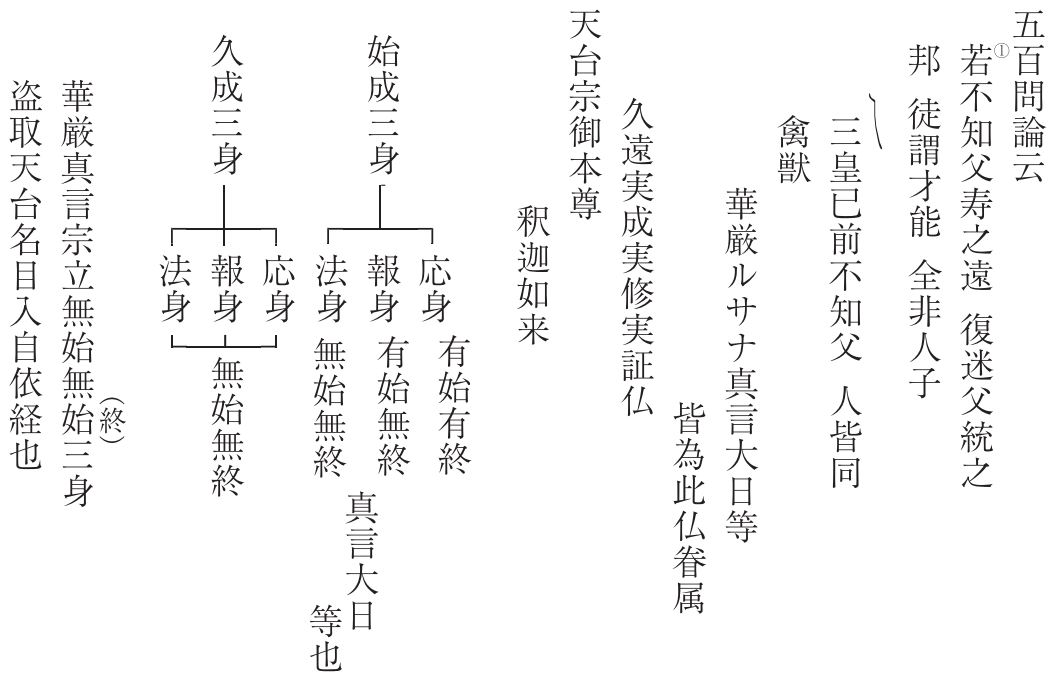 五百問論云
①
若不知父寿之遠 復迷父統之
邦 徒謂才能 全非人子
三皇已前不知父 人皆同
禽獣
華厳ルサナ真言大日等
皆為此仏眷属
久遠実成実修実証仏
天台宗御本尊
釈迦如来
始成三身
応身 有始有終
報身 有始無終
法身 無始無終
真言大日
等也
久成三身
応身
報身
法身
無始無終
(終)
華厳真言宗立無始無始三身
盗取天台名目入自依経也